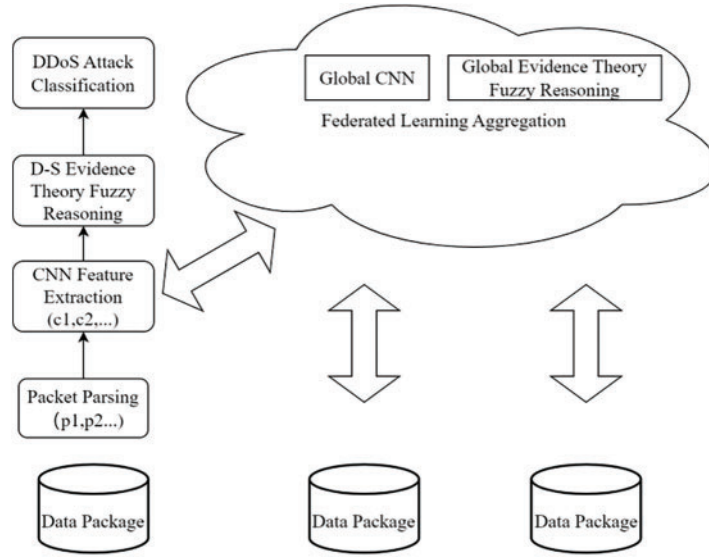 DDoS Attack
Classification
D-S Evidence
Theory Fuzzy
Reasoning
CNN Feature
Extraction
(c1,c2,...)
Packet Parsing
（p1,p2...)
Data Package
Global CNN
Global Evidence Theory
Fuzzy Reasoning
Federated Learning Aggregation
Data Package
Data Package